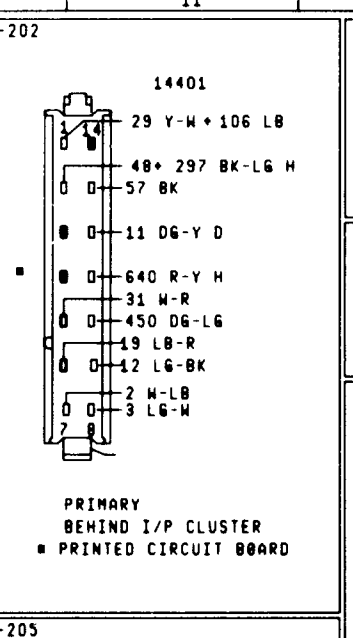 11
-202
14401
1 14
29 Y-W + 106 LB
48+ 297 BK-LG H
57 BK
11 DG-Y D
640 R-Y H
31 W-R
450 DG-LG
19 LB-R
12 LG-BK
2 W-LB
3 LG-W
7 8
PRIMARY
BEHIND I/P CLUSTER
■ PRINTED CIRCUIT BOARD
-205